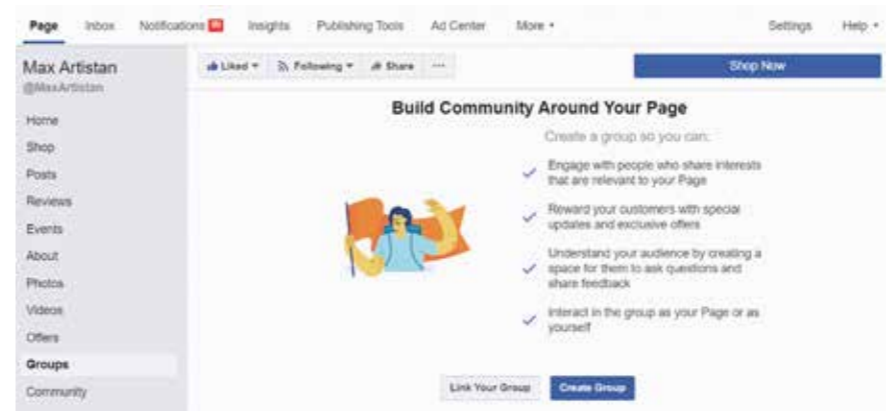 Page Inbox Notifications Insights Publishing Tools Ad Center More Settings Help
Max Artistan
@MaxArtistan
Liked Following Share ...
Shop Now
Home
Shop
Posts
Reviews
Events
About
Photos
Videos
Offers
Groups
Community
Build Community Around Your Page
Create a group so you can:
Engage with people who share interests
that are relevant to your Page
Reward your customers with special
updates and exclusive offers
Understand your audience by creating a
space for them to ask questions and
share feedback
Interact in the group as your Page or as
yourself
Link Your Group Create Group